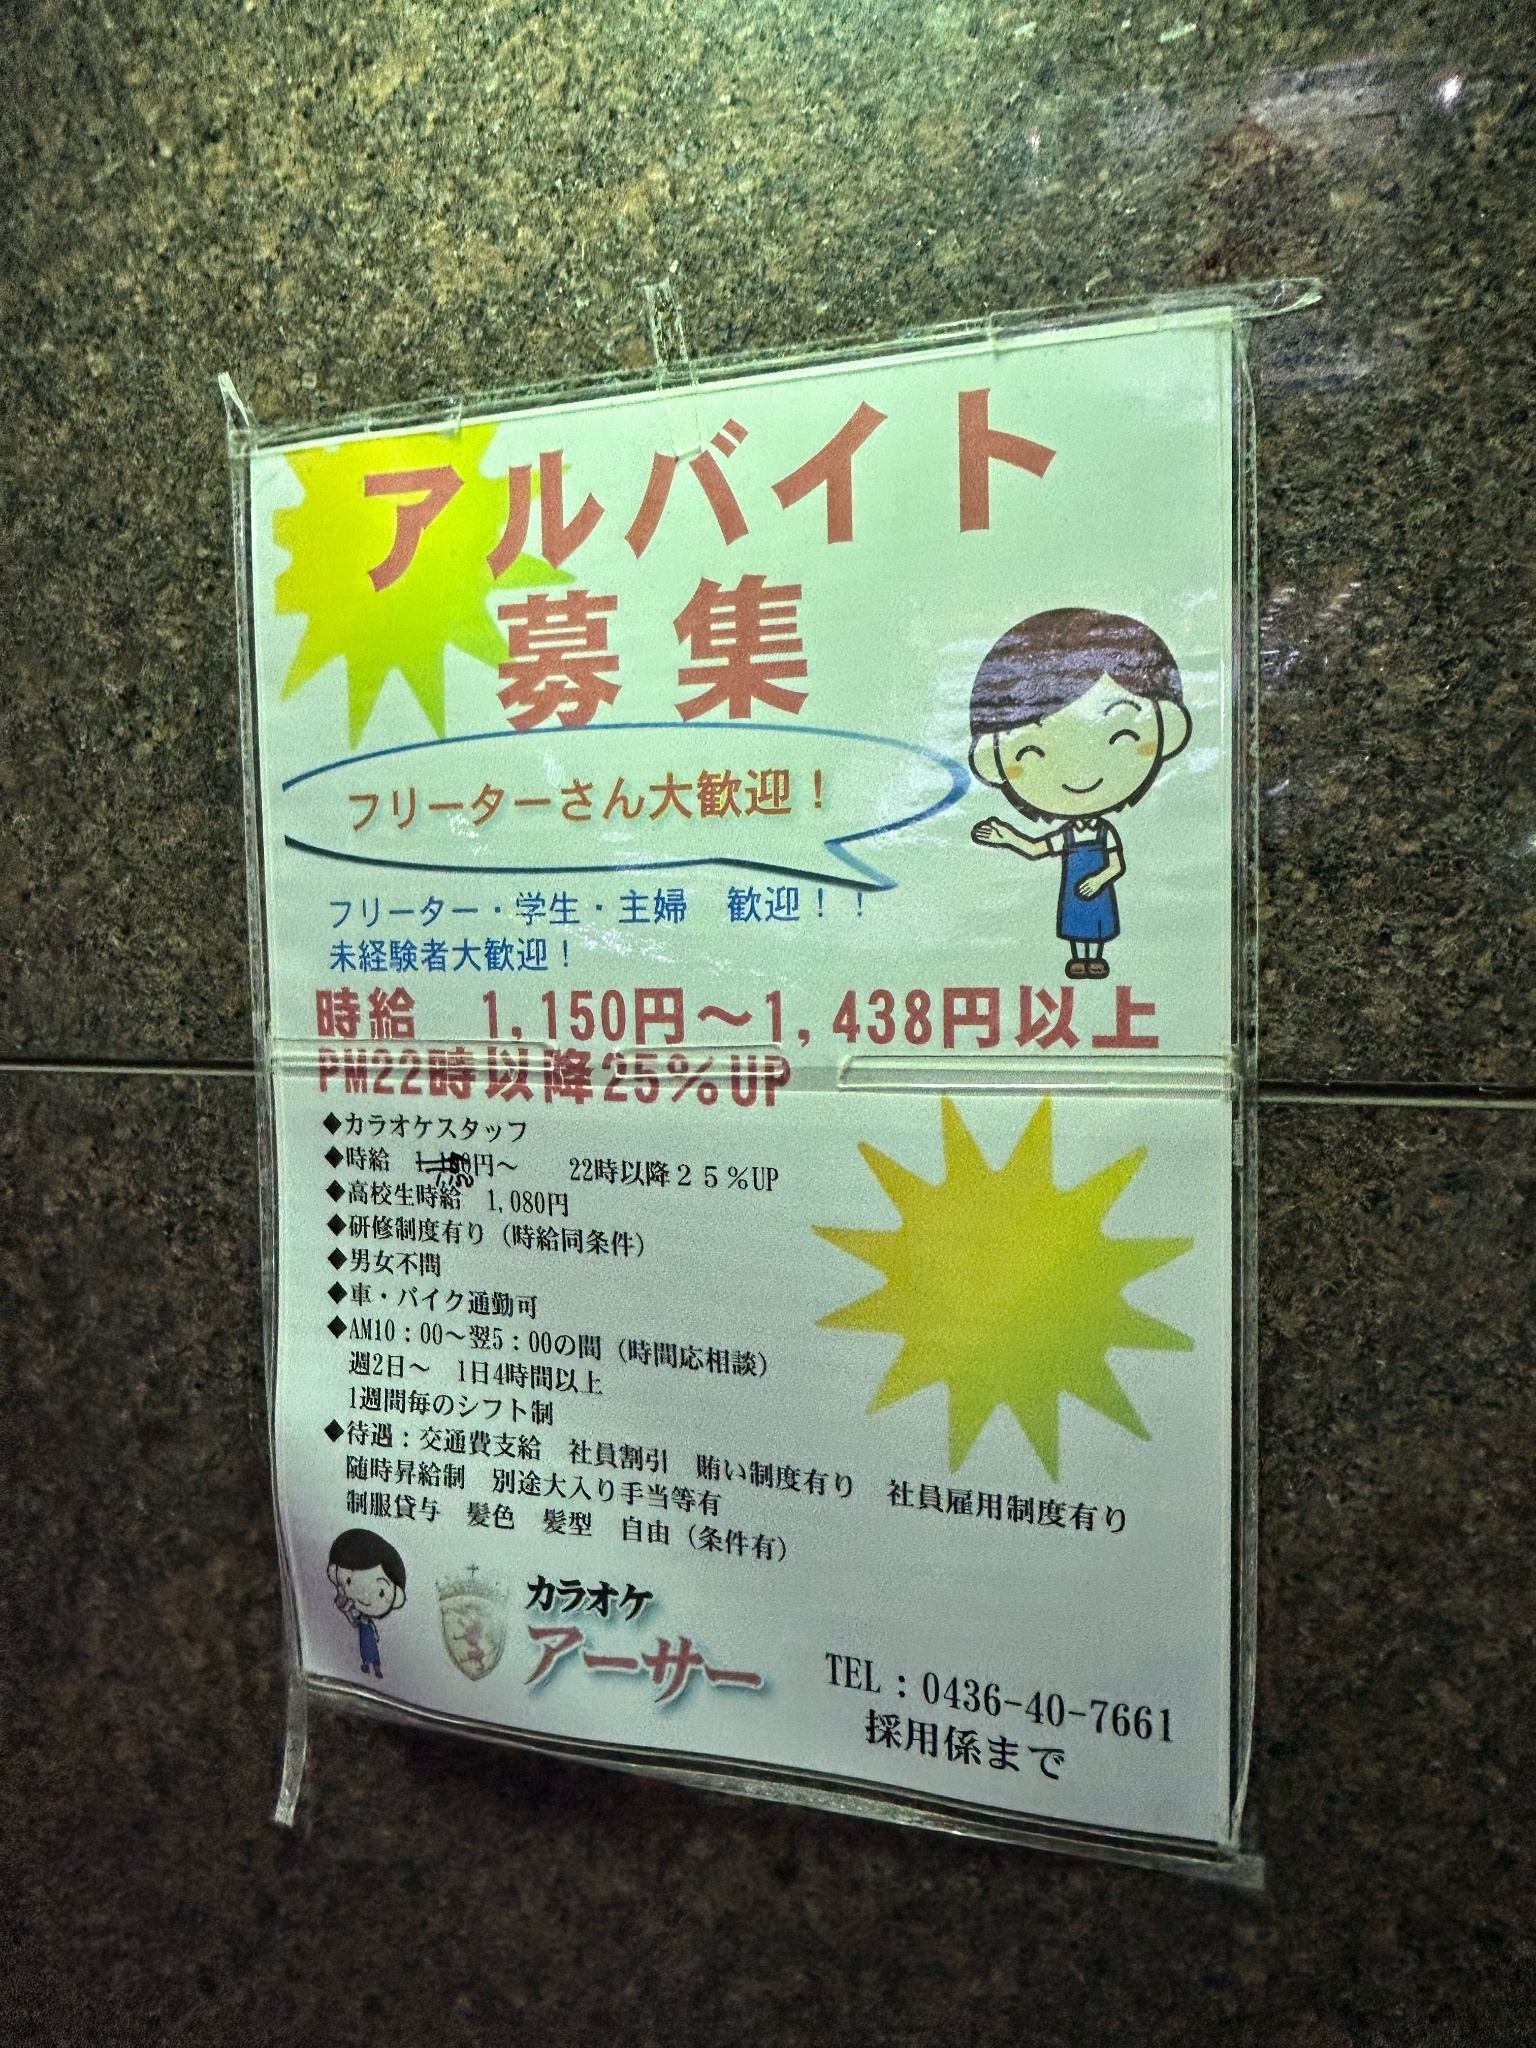 アルバイト
募集
フリーターさん大歓迎！
フリーター・学生・主婦　歓迎！！
未経験者大歓迎！
時給　1,150円～1,438円以上
PM22時以降25%UP
◆カラオケスタッフ
◆時給　円～　22時以降２５％UP
◆高校生時給　1,080円
◆研修制度有り（時給同条件）
◆男女不問
◆車・バイク通勤可
◆AM10：00～翌5：00の間（時間応相談）
週2日～　1日4時間以上
1週間毎のシフト制
◆待遇：交通費支給　社員割引　賄い制度有り　社員雇用制度有り
随時昇給制　別途大入り手当等有
制服貸与　髪色　髪型　自由（条件有）
カラオケ
アーサー
TEL：0436-40-7661
採用係まで